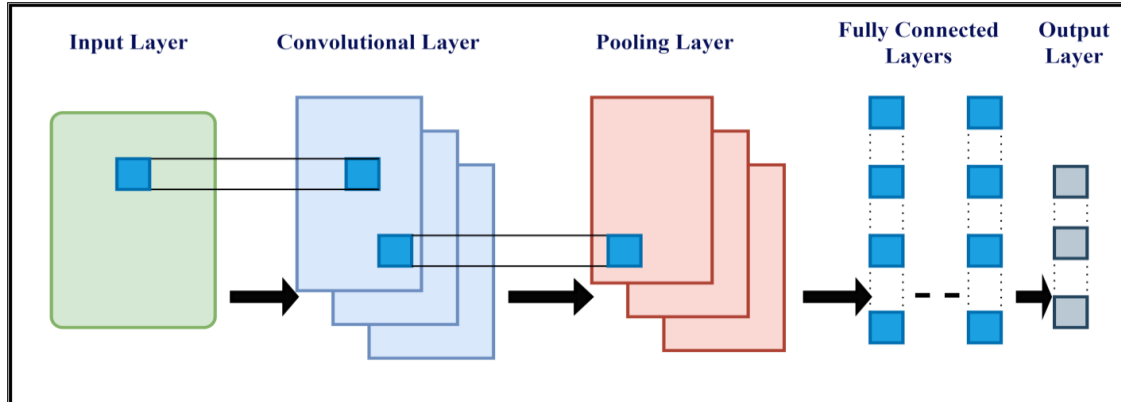 Input Layer
Convolutional Layer
Pooling Layer
Fully Connected
Layers
Output
Layer